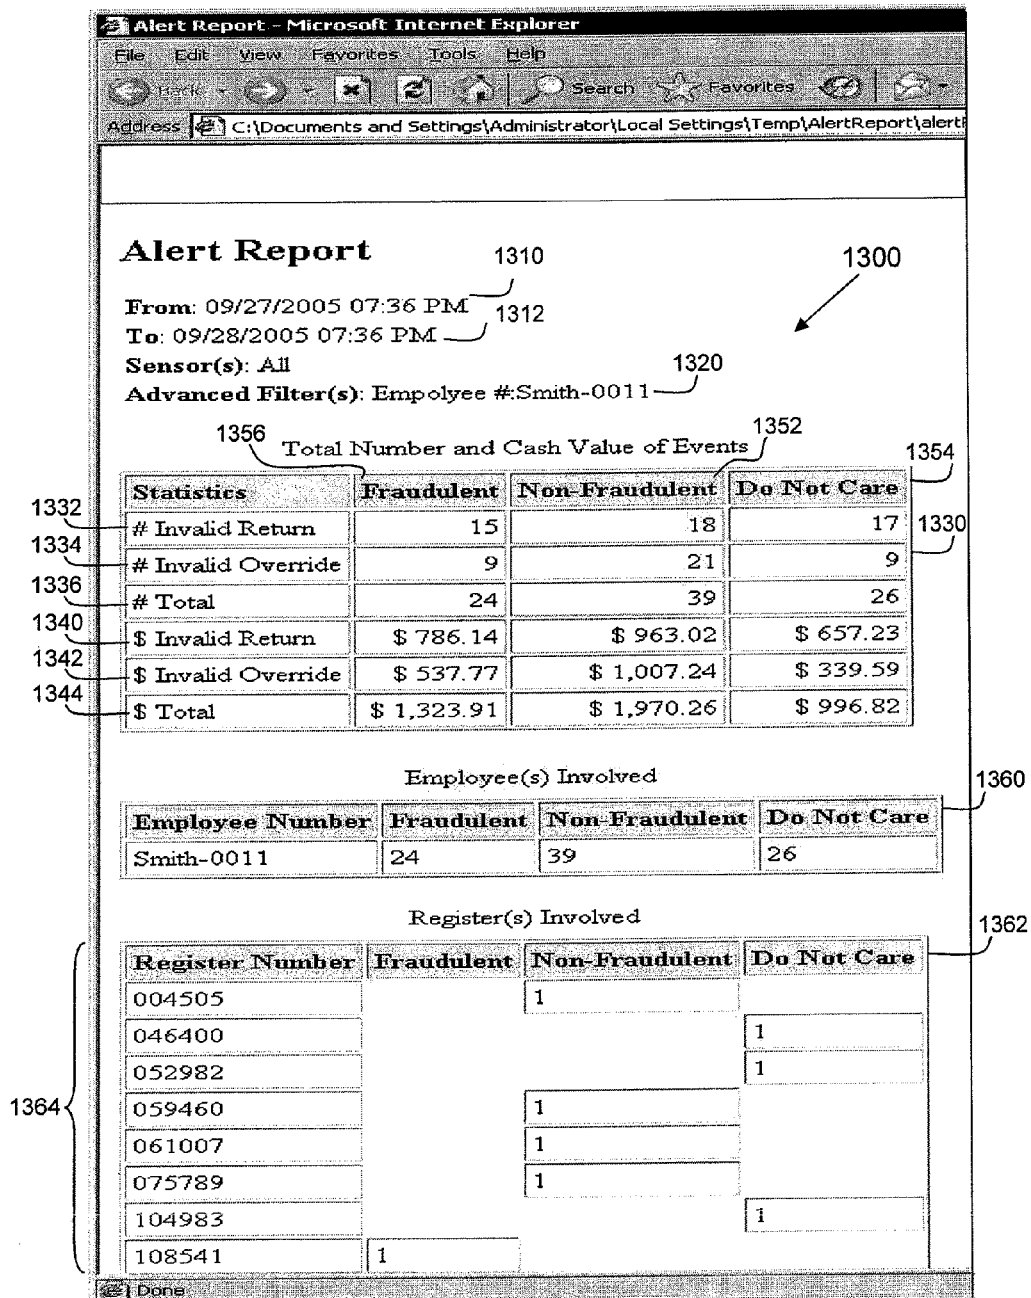 Alert Report - Microsoft Internet Explorer
File Edit View Favorites Tools Help
Back Search Favorites
Address C:\Documents and Settings\Administrator\Local Settings\Temp\AlertReport\alert
Alert Report
1310
1300
From: 09/27/2005 07:36 PM
1312
To: 09/28/2005 07:36 PM
Sensor(s): All
1320
Advanced Filter(s): Empolyee #:Smith-0011
1356 1352
Total Number and Cash Value of Events
1354
Statistics Fraudulent Non-Fraudulent Do Not Care
1332 # Invalid Return 15 18 17 1330
1334 # Invalid Override 9 21 9
1336 # Total 24 39 26
1340 $ Invalid Return $ 786.14 $ 963.02 $ 657.23
1342 $ Invalid Override $ 537.77 $ 1,007.24 $ 339.59
1344 $ Total $ 1,323.91 $ 1,970.26 $ 996.82
Employee(s) Involved
1360
Employee Number Fraudulent Non-Fraudulent Do Not Care
Smith-0011 24 39 26
Register(s) Involved
1362
Register Number Fraudulent Non-Fraudulent Do Not Care
004505 1
046400 1
052982 1
1364 059460 1
061007 1
075789 1
104983 1
108541 1
Done